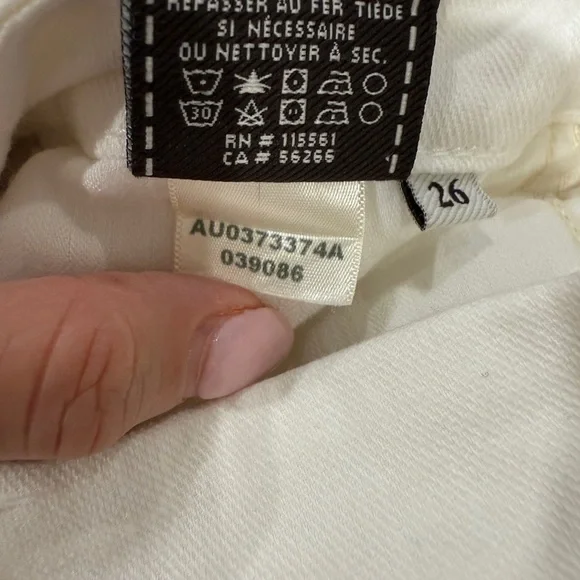 REPASSER AU FER TIÈDE
SI NÉCESSAIRE
OU NETTOYER À SEC.
30
RN # 115561
CA # 56266
26
AU0373374A
039086